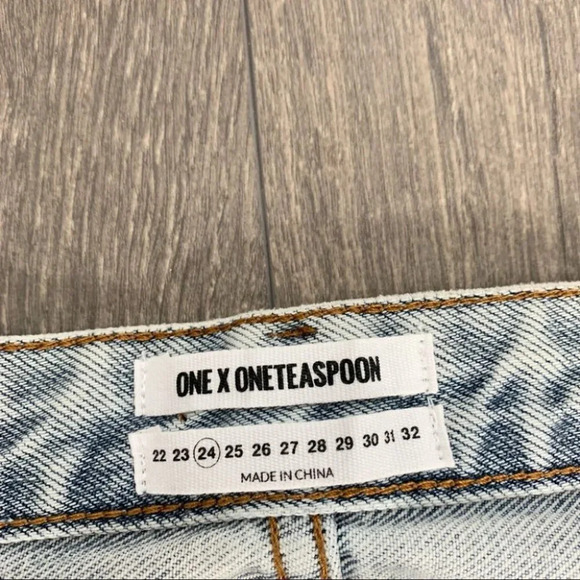 ONE X ONETEASPOON
22 23 24 25 26 27 28 29 30 31 32
MADE IN CHINA